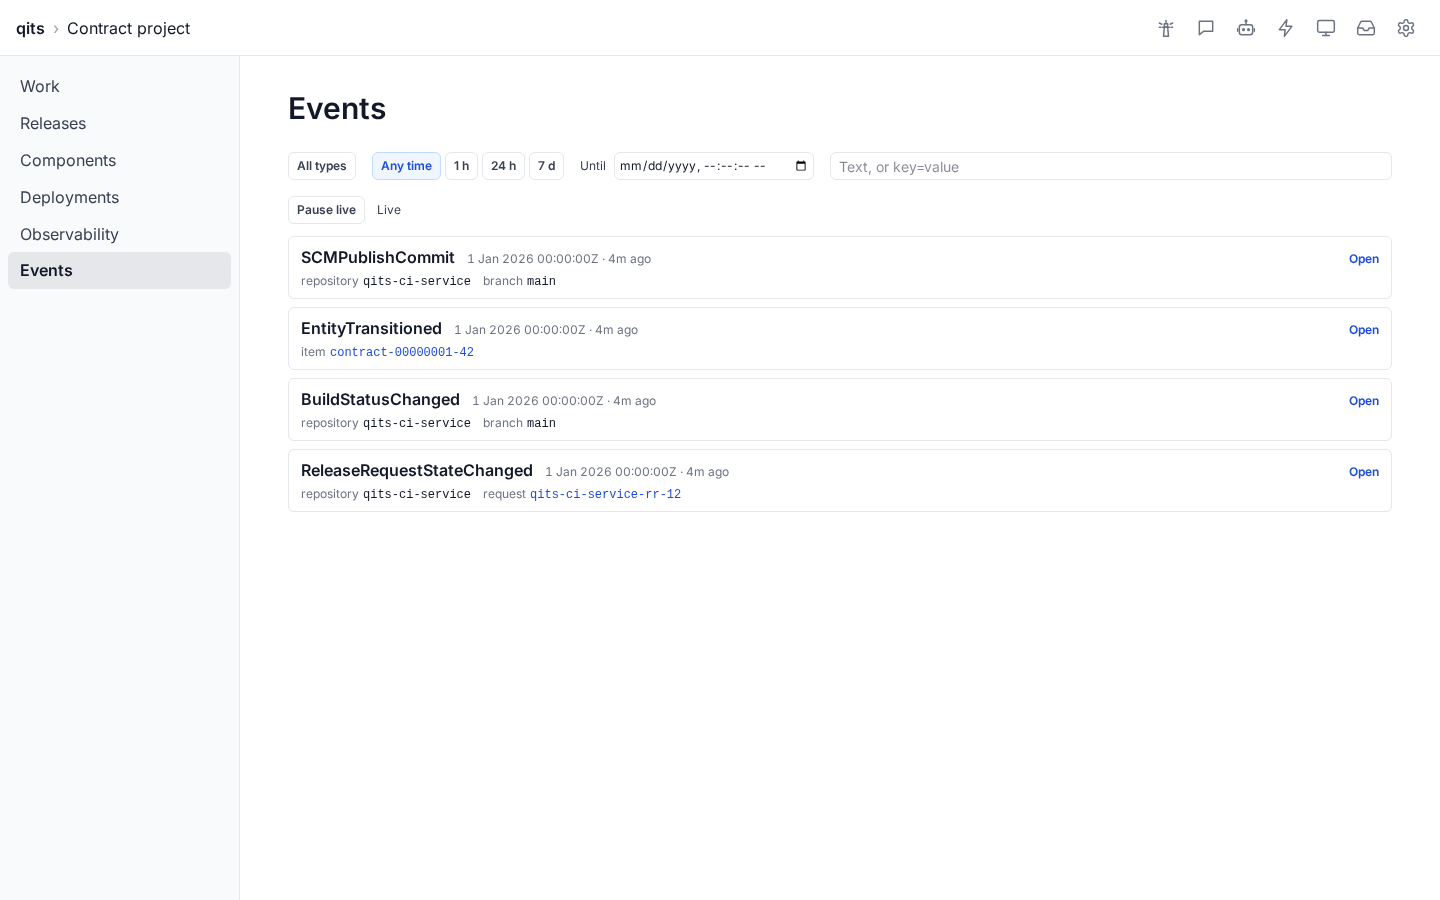 qits › Contract project
Work
Releases
Components
Deployments
Observability
Events
Events
All types Any time 1 h 24 h 7 d Until mm/dd/yyyy, --:--:-- -- Text, or key=value
Pause live Live
SCMPublishCommit 1 Jan 2026 00:00:00Z · 4m ago Open
repository qits-ci-service branch main
EntityTransitioned 1 Jan 2026 00:00:00Z · 4m ago Open
item contract-00000001-42
BuildStatusChanged 1 Jan 2026 00:00:00Z · 4m ago Open
repository qits-ci-service branch main
ReleaseRequestStateChanged 1 Jan 2026 00:00:00Z · 4m ago Open
repository qits-ci-service request qits-ci-service-rr-12